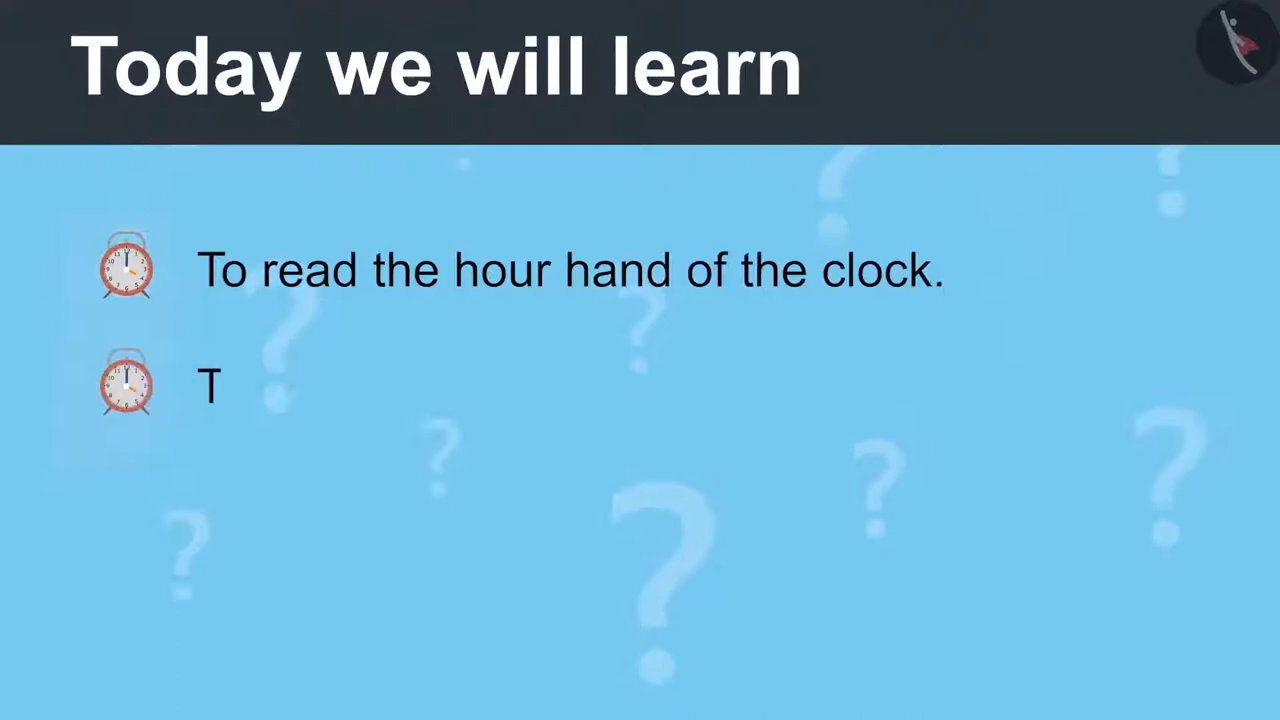 Today we will learn
To read the hour hand of the clock.
T